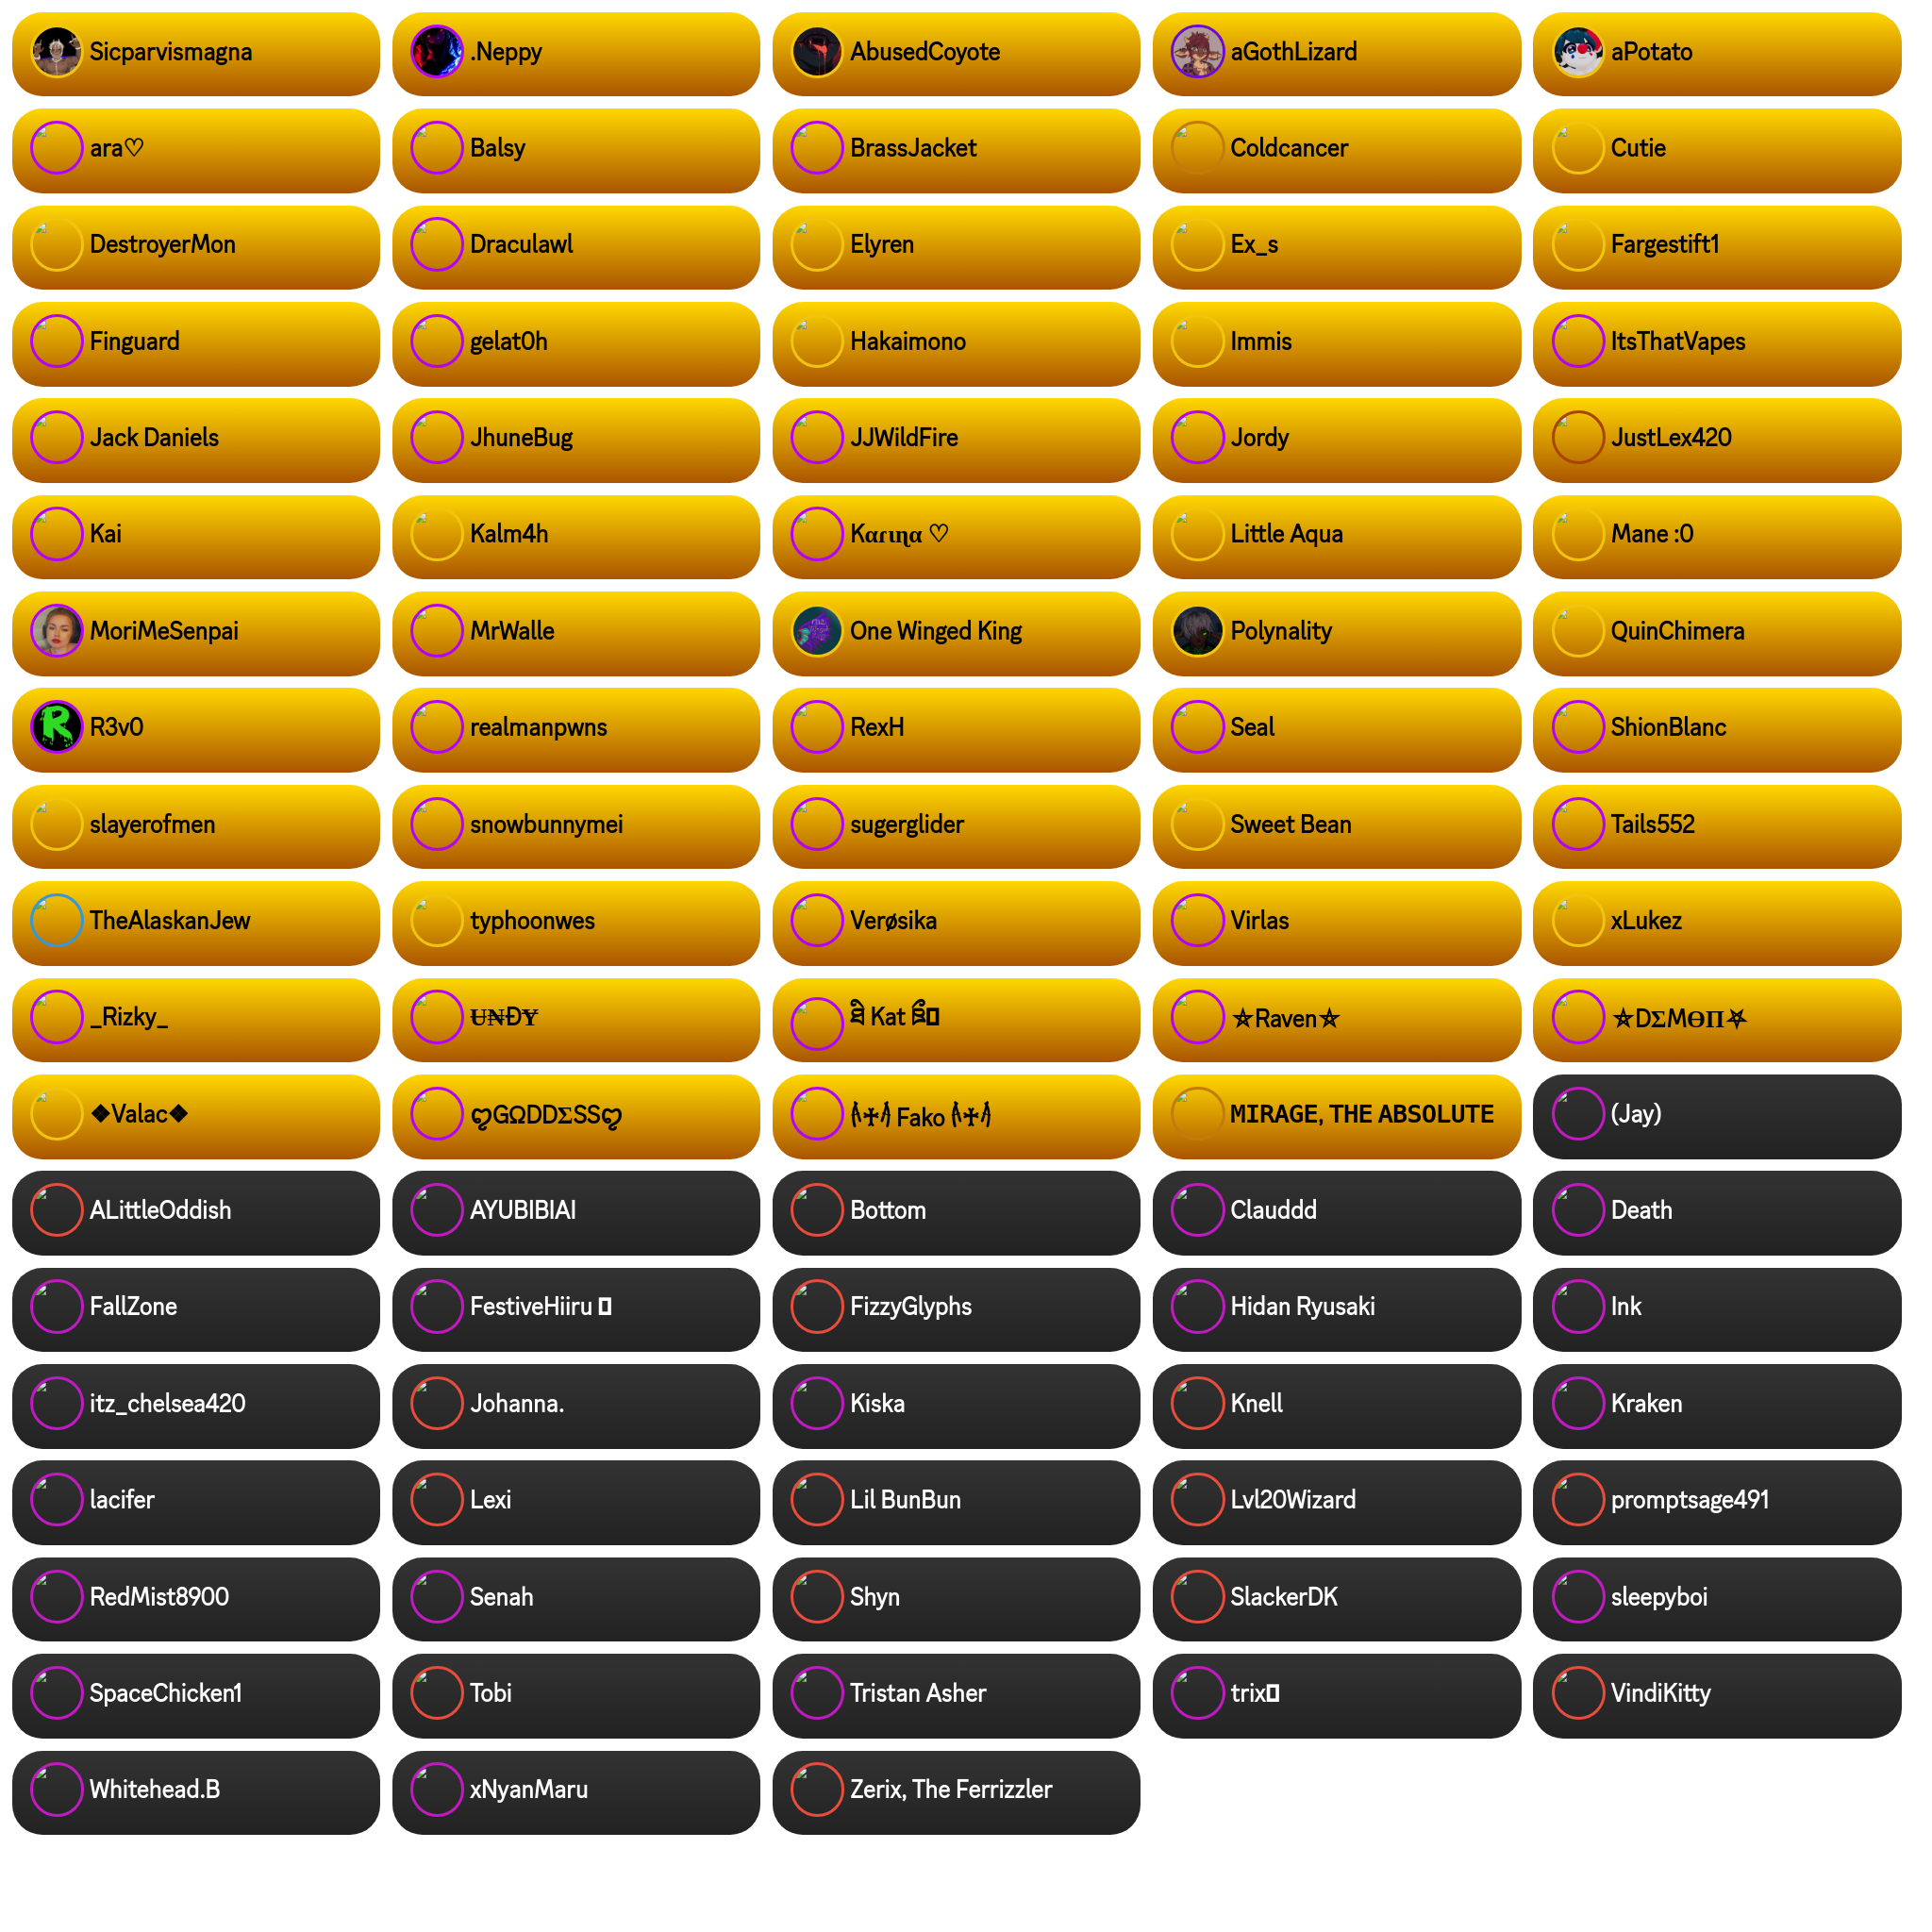 Sicparvismagna
.Neppy
AbusedCoyote
aGothLizard
aPotato
ara♡
Balsy
BrassJacket
Coldcancer
Cutie
DestroyerMon
Draculawl
Elyren
Ex_s
Fargestift1
Finguard
gelat0h
Hakaimono
Immis
ItsThatVapes
Jack Daniels
JhuneBug
JJWildFire
Jordy
JustLex420
Kai
Kalm4h
Kαɾιɳα ♡
Little Aqua
Mane :0
MoriMeSenpai
MrWalle
One Winged King
Polynality
QuinChimera
R3v0
realmanpwns
RexH
Seal
ShionBlanc
slayerofmen
snowbunnymei
sugerglider
Sweet Bean
Tails552
TheAlaskanJew
typhoonwes
Verøsika
Virlas
xLukez
_Rizky_
Ʉ₦ĐɎ
Kat
⛤Raven⛤
⛤DΣMӨП⛧
❖Valac❖
ღGΩDDΣSSღ
Fako
MIRAGE, THE ABSOLUTE
(Jay)
ALittleOddish
AYUBIBIAI
Bottom
Clauddd
Death
FallZone
FestiveHiiru
FizzyGlyphs
Hidan Ryusaki
Ink
itz_chelsea420
Johanna.
Kiska
Knell
Kraken
lacifer
Lexi
Lil BunBun
Lvl20Wizard
promptsage491
RedMist8900
Senah
Shyn
SlackerDK
sleepyboi
SpaceChicken1
Tobi
Tristan Asher
trix
VindiKitty
Whitehead.B
xNyanMaru
Zerix, The Ferrizzler